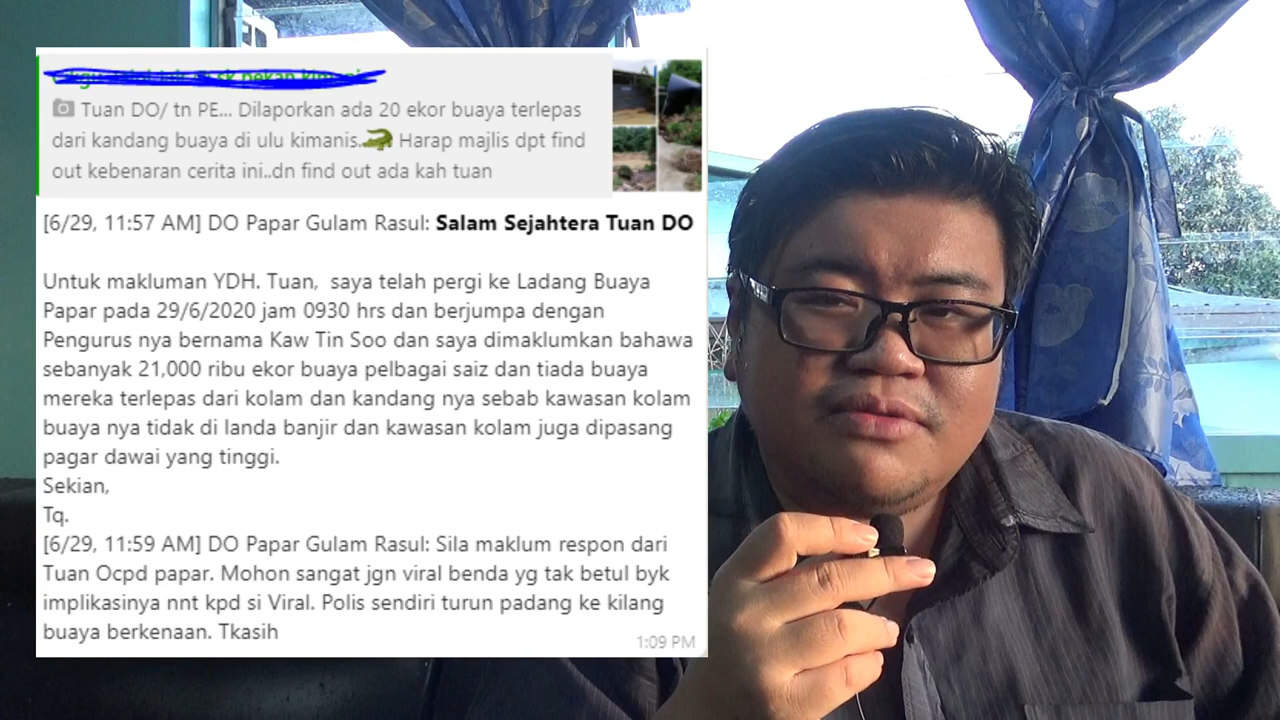 Tuan DO/ tn PE... Dilaporkan ada 20 ekor buaya terlepas
dari kandang buaya di ulu kimanis. Harap majlis dpt find
out kebenaran cerita ini..dn find out ada kah tuan
[6/29, 11:57 AM] DO Papar Gulam Rasul: Salam Sejahtera Tuan DO
Untuk makluman YDH. Tuan, saya telah pergi ke Ladang Buaya
Papar pada 29/6/2020 jam 0930 hrs dan berjumpa dengan
Pengurus nya bernama Kaw Tin Soo dan saya dimaklumkan bahawa
sebanyak 21,000 ribu ekor buaya pelbagai saiz dan tiada buaya
mereka terlepas dari kolam dan kandang nya sebab kawasan kolam
buaya nya tidak di landa banjir dan kawasan kolam juga dipasang
pagar dawai yang tinggi.
Sekian,
Tq.
[6/29, 11:59 AM] DO Papar Gulam Rasul: Sila maklum respon dari
Tuan Ocpd papar. Mohon sangat jgn viral benda yg tak betul byk
implikasinya nnt kpd si Viral. Polis sendiri turun padang ke kilang
buaya berkenaan. Tkasih
1:09 PM